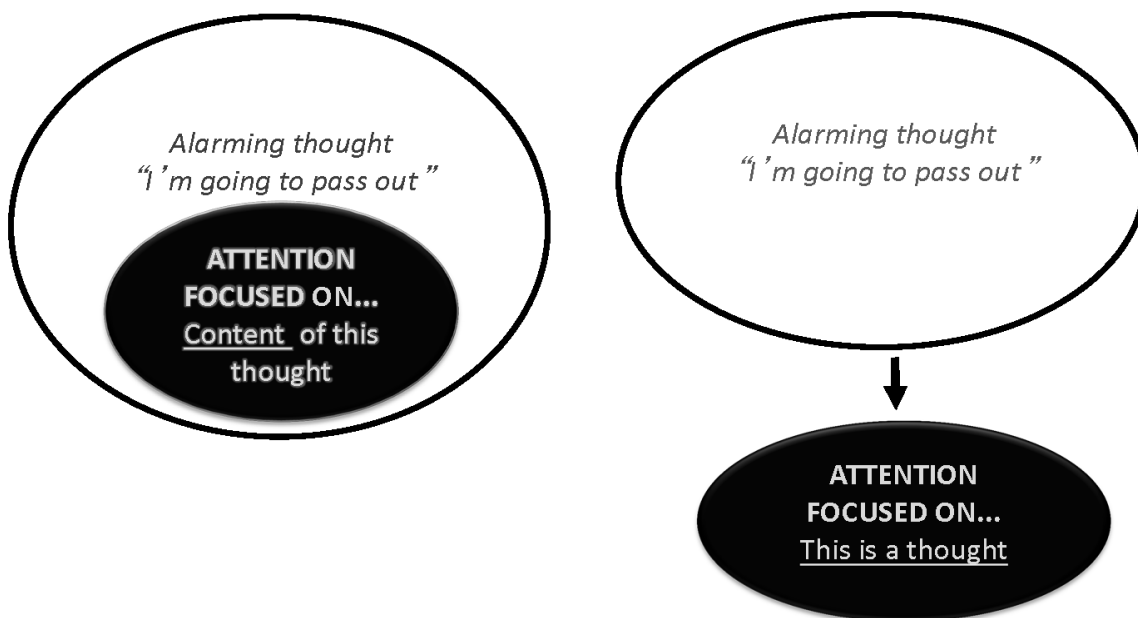 Alarming thought
“I’m going to pass out”
ATTENTION
FOCUSED ON...
Content of this
thought
Alarming thought
“I’m going to pass out”
ATTENTION
FOCUSED ON...
This is a thought